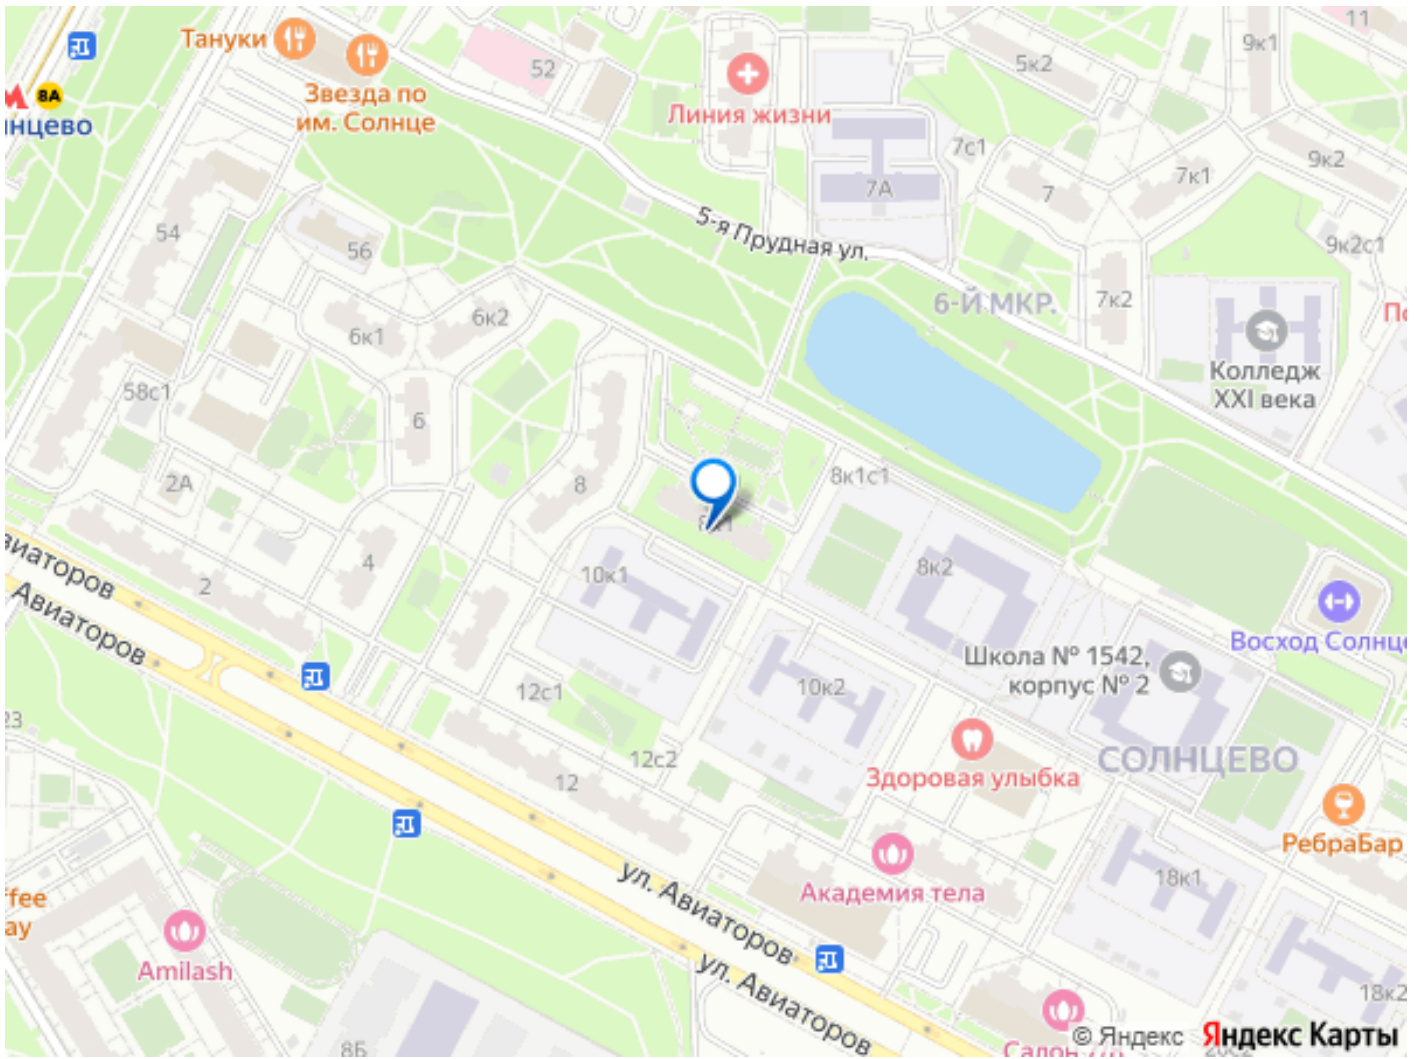 Тануки
Звезда по
им. Солнце
8А
нцево
52
Линия жизни
5к2
9к1
11
7с1
7А
7
7к1
9к2
9к2с1
54
56
5-я Прудная ул.
6-Й МКР.
7к2
6к1
6к2
Колледж
XXI века
58с1
6
2А
8
8к1с1
4
2
10к1
8к2
Авиаторов
Восход Солнце
Школа № 1542,
корпус № 2
12с1
10к2
23
12с2
12
Здоровая улыбка
СОЛНЦЕВО
РебраБар
ул. Авиаторов
Академия тела
18к1
Amilash
ул. Авиаторов
18к2
8Б
Салон
© Яндекс Яндекс Карты